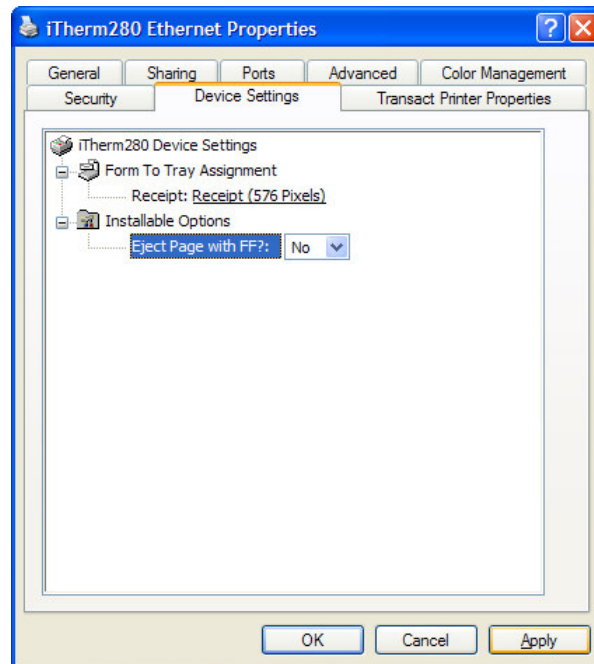 iTherm280 Ethernet Properties
General Sharing Ports Advanced Color Management
Security Device Settings Transact Printer Properties
iTherm280 Device Settings
Form To Tray Assignment
Receipt: Receipt (576 Pixels)
Installable Options
Eject Page with FF?: No
OK Cancel Apply